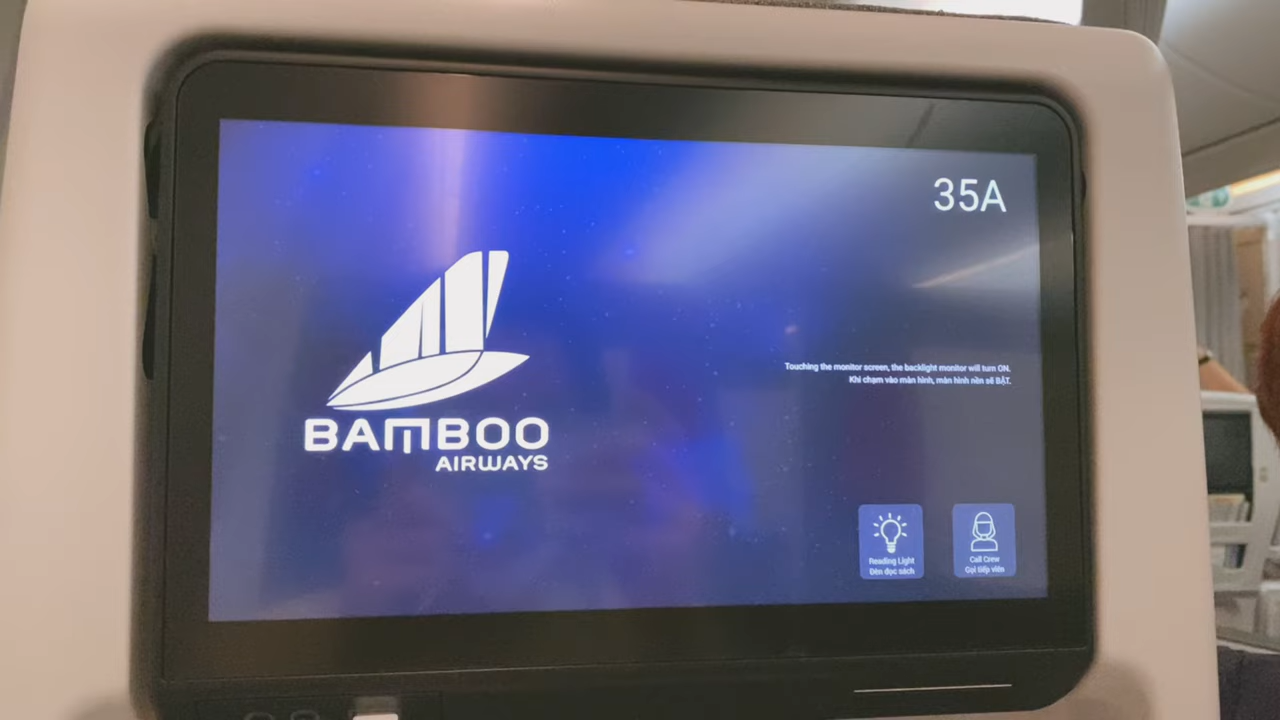 35A
BAMBOO
AIRWAYS
Touching the monitor screen, the backlight monitor will turn ON.
Khi chạm vào màn hình, màn hình nền sẽ BẬT.
Reading Light
Đèn đọc sách
Call Crew
Gọi tiếp viên